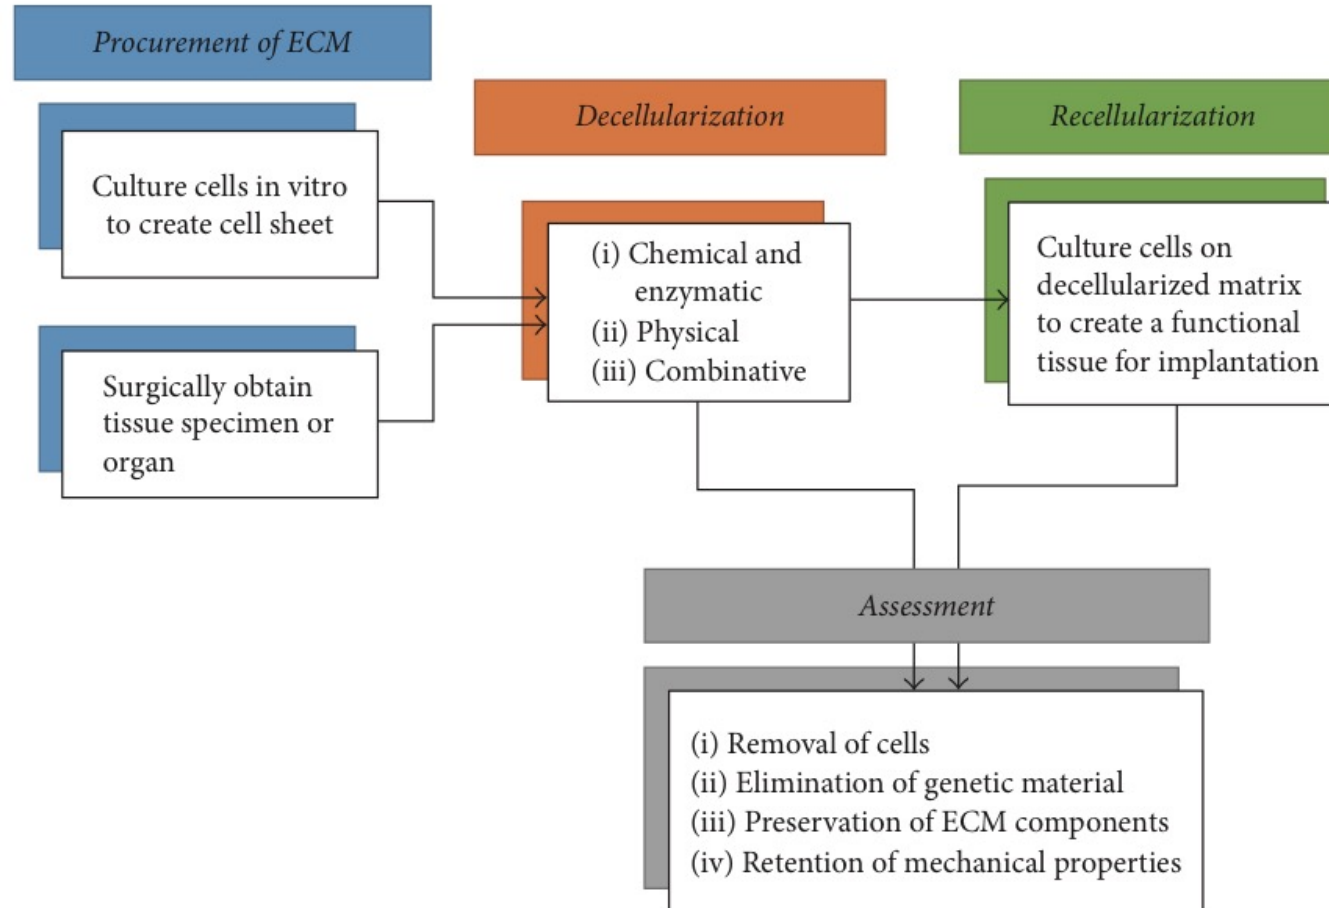 Procurement of ECM
Culture cells in vitro
to create cell sheet
Surgically obtain
tissue specimen or
organ
Decellularization
(i) Chemical and
enzymatic
(ii) Physical
(iii) Combinative
Recellularization
Culture cells on
decellularized matrix
to create a functional
tissue for implantation
Assessment
(i) Removal of cells
(ii) Elimination of genetic material
(iii) Preservation of ECM components
(iv) Retention of mechanical properties